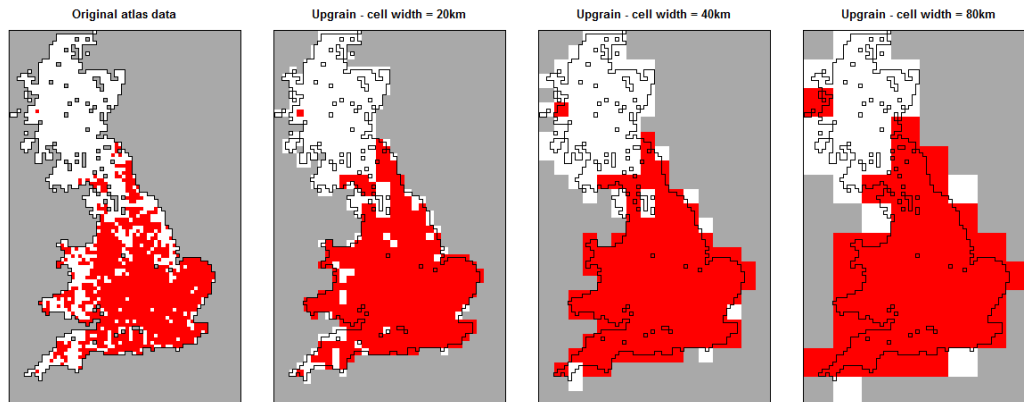 Original atlas data
Upgrain - cell width = 20km
Upgrain - cell width = 40km
Upgrain - cell width = 80km